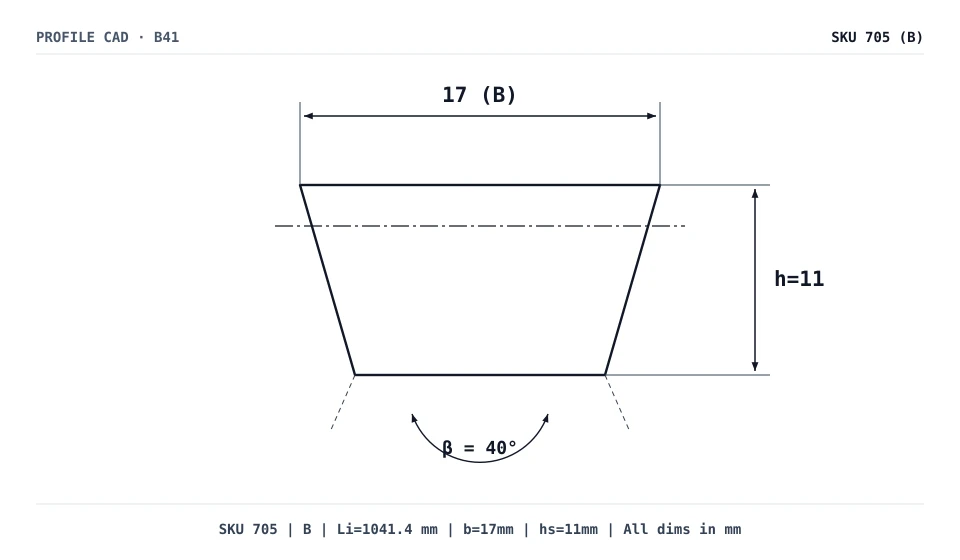 PROFILE CAD · B41
SKU 705 (B)
17 (B)
h=11
β = 40°
SKU 705 | B | Li=1041.4 mm | b=17mm | hs=11mm | All dims in mm